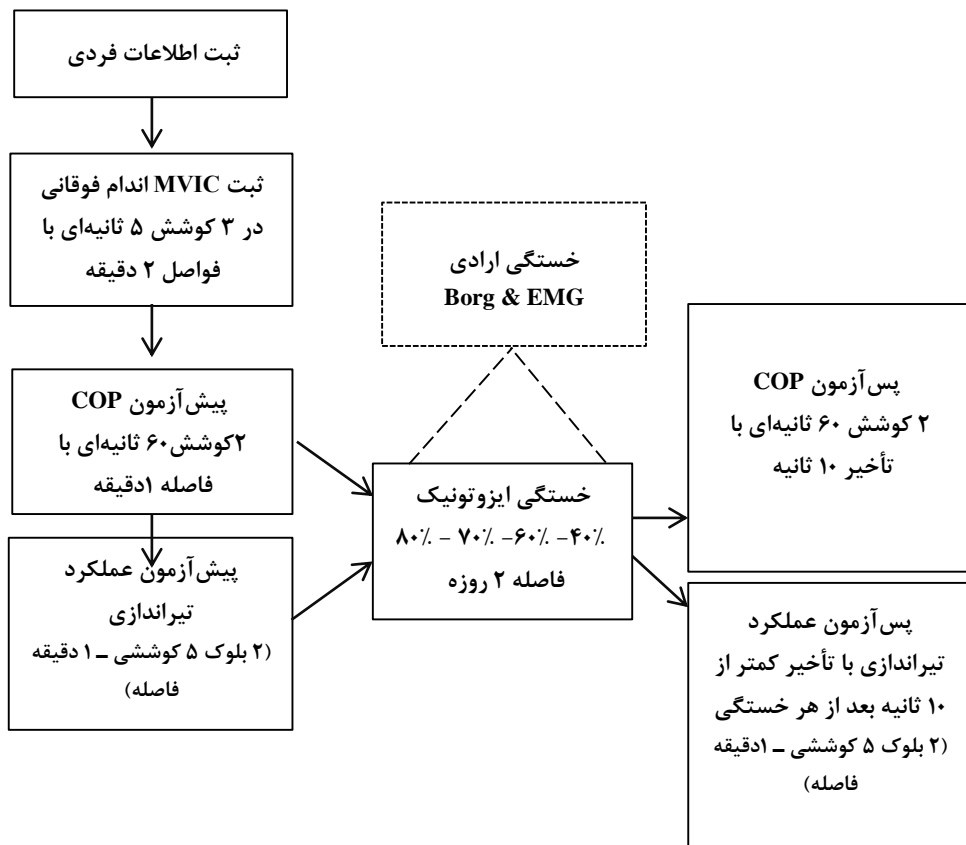 ثبت اطلاعات فردی
ثبت MVIC اندام فوقانی
در ۳ کوشش ۵ ثانیه‌ای با
فواصل ۲ دقیقه
پیش‌آزمون COP
۲کوشش۶۰ ثانیه‌ای با
فاصله ۱دقیقه
پیش‌آزمون عملکرد
تیراندازی
(۲ بلوک ۵ کوششی – ۱ دقیقه
فاصله)
خستگی ارادی
Borg & EMG
خستگی ایزوتونیک
۴۰٪ -۶۰٪ - ۷۰٪ - ۸۰٪
فاصله ۲ روزه
پس‌آزمون COP
۲ کوشش ۶۰ ثانیه‌ای با
تأخیر ۱۰ ثانیه
پس‌آزمون عملکرد
تیراندازی با تأخیر کمتر از
۱۰ ثانیه بعد از هر خستگی
(۲ بلوک ۵ کوششی – ۱دقیقه
فاصله)